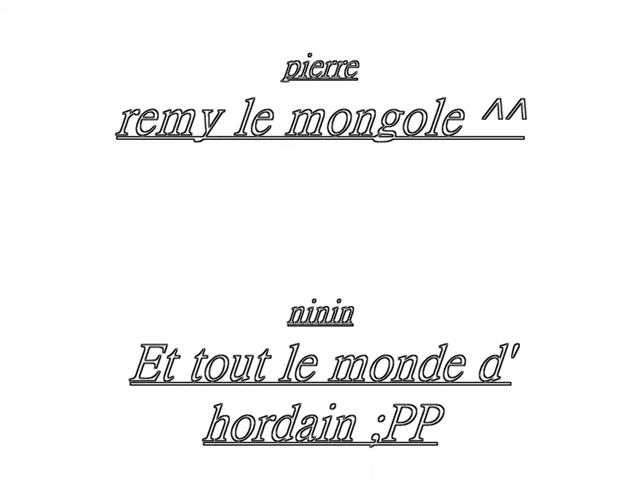 pierre
remy le mongole ^^
ninin
Et tout le monde d'
hordain ;PP